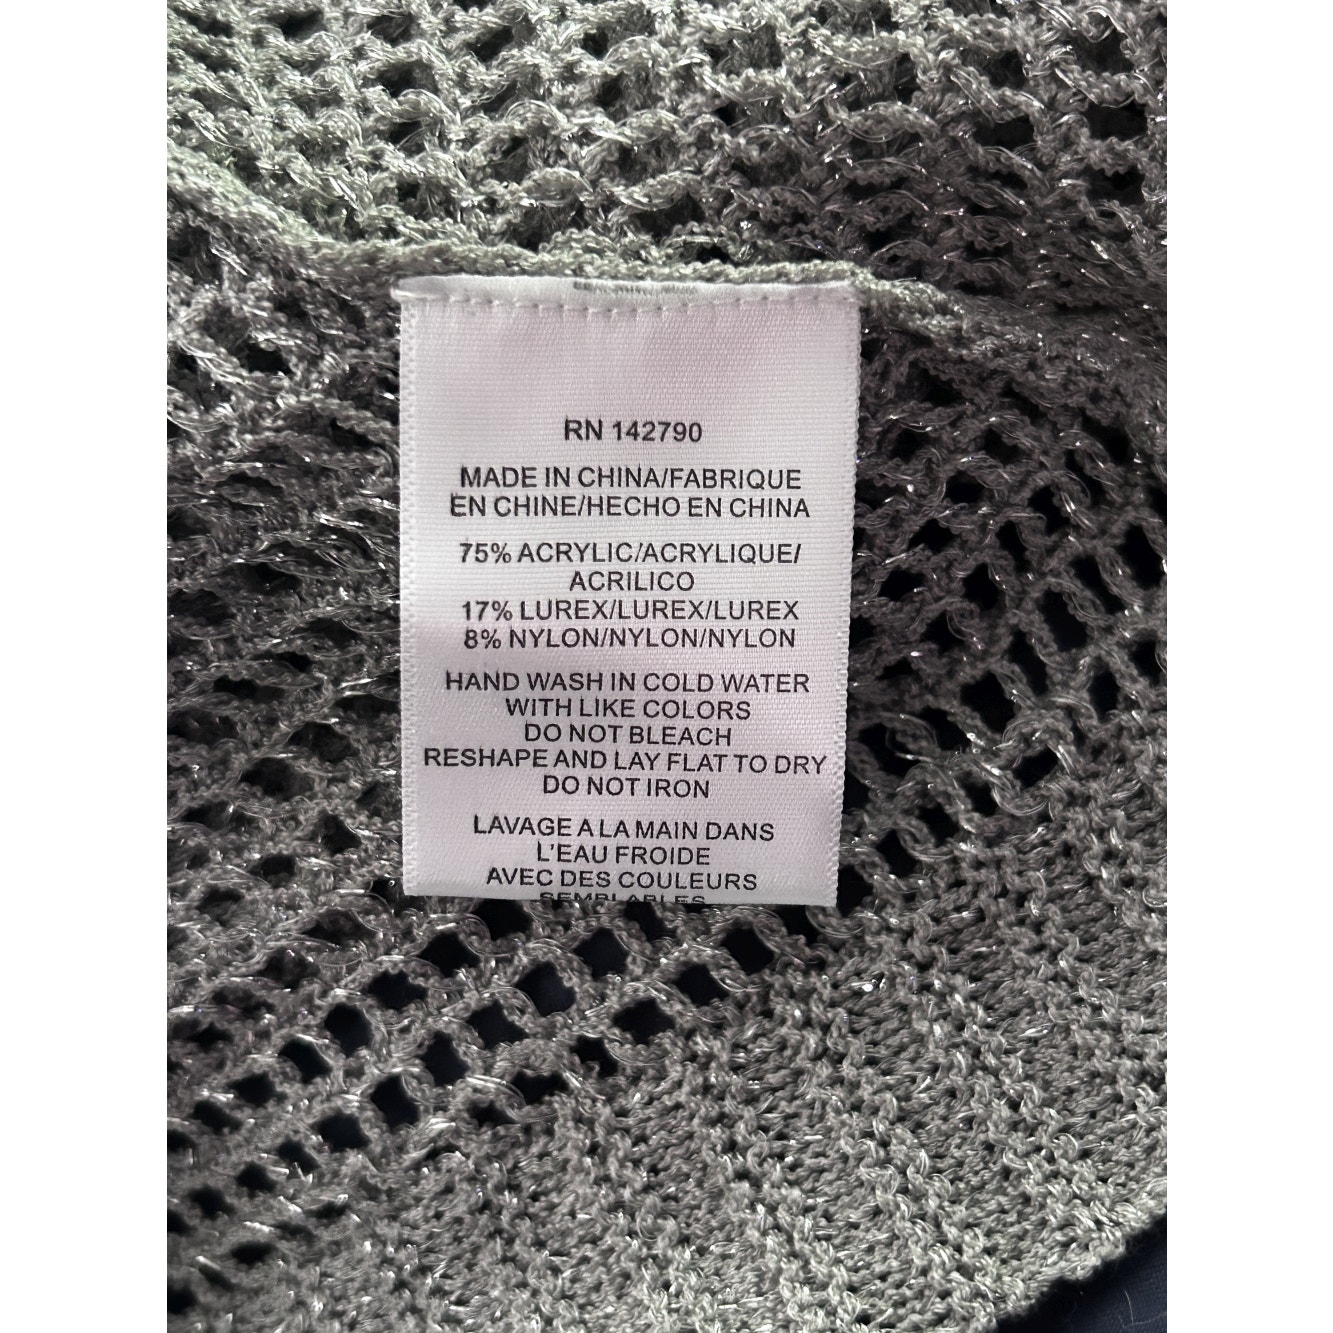 RN 142790
MADE IN CHINA/FABRIQUE
EN CHINE/HECHO EN CHINA
75% ACRYLIC/ACRYLIQUE/
ACRILICO
17% LUREX/LUREX/LUREX
8% NYLON/NYLON/NYLON
HAND WASH IN COLD WATER
WITH LIKE COLORS
DO NOT BLEACH
RESHAPE AND LAY FLAT TO DRY
DO NOT IRON
LAVAGE A LA MAIN DANS
L'EAU FROIDE
AVEC DES COULEURS
SEMBLABLES